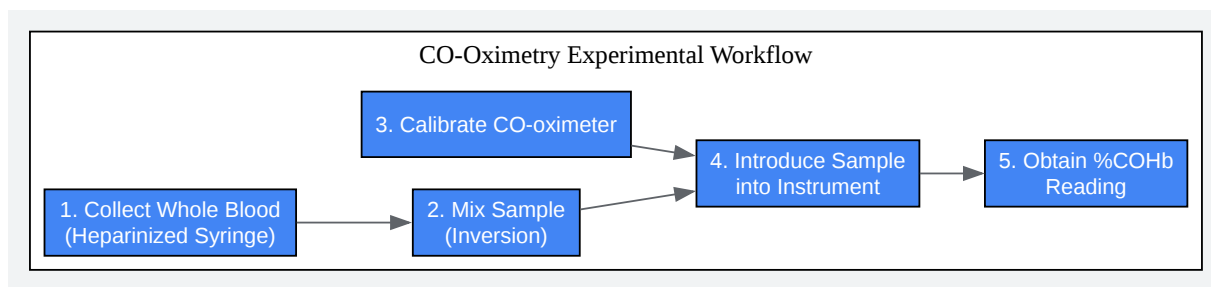 CO-Oximetry Experimental Workflow
3. Calibrate CO-oximeter
1. Collect Whole Blood
(Heparinized Syringe)
2. Mix Sample
(Inversion)
4. Introduce Sample
into Instrument
5. Obtain %COHb
Reading